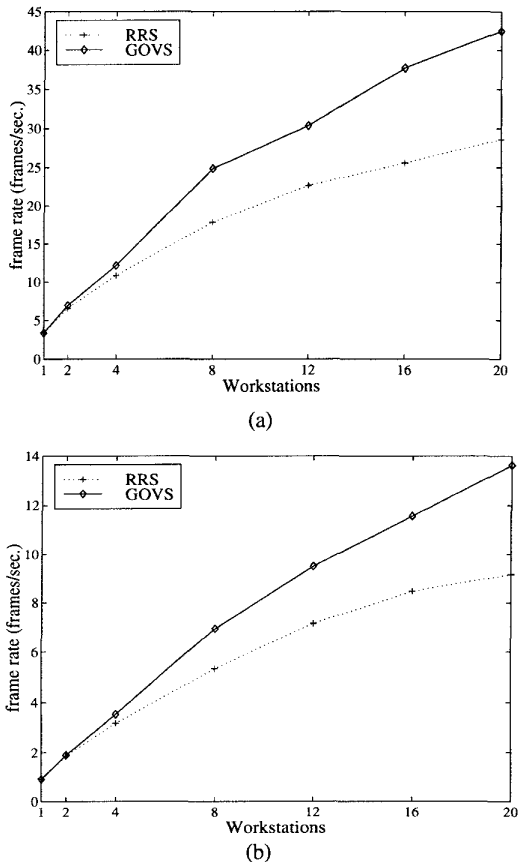 45
40
35
30
25
20
15
10
5
0
frame rate (frames/sec.)
RRS
GOVS
1 2 4 8 12 16 20
Workstations
(a)
14
12
10
8
6
4
2
0
frame rate (frames/sec.)
RRS
GOVS
1 2 4 8 12 16 20
Workstations
(b)